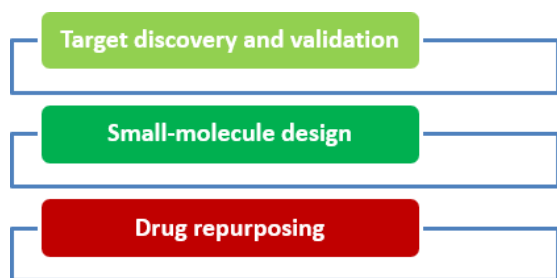 Target discovery and validation
Small-molecule design
Drug repurposing